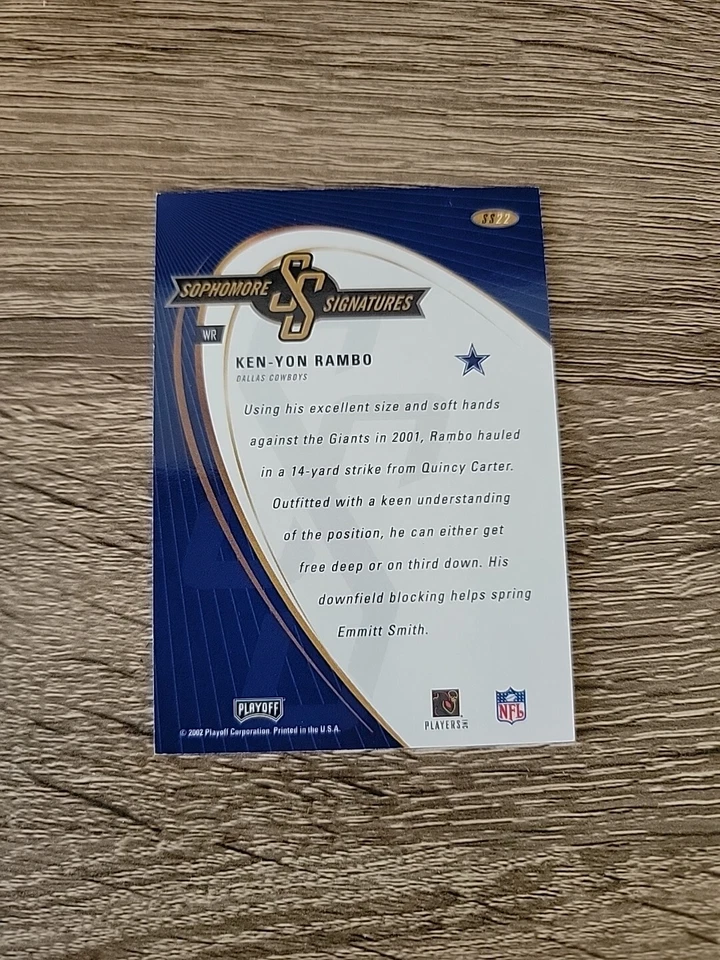 SS22
SOPHOMORE SS SIGNATURES
WR
KEN-YON RAMBO
DALLAS COWBOYS
Using his excellent size and soft hands
against the Giants in 2001, Rambo hauled
in a 14-yard strike from Quincy Carter.
Outfitted with a keen understanding
of the position, he can either get
free deep or on third down. His
downfield blocking helps spring
Emmitt Smith.
PLAYOFF
PLAYERS INC
NFL
© 2002 Playoff Corporation. Printed in the U.S.A.